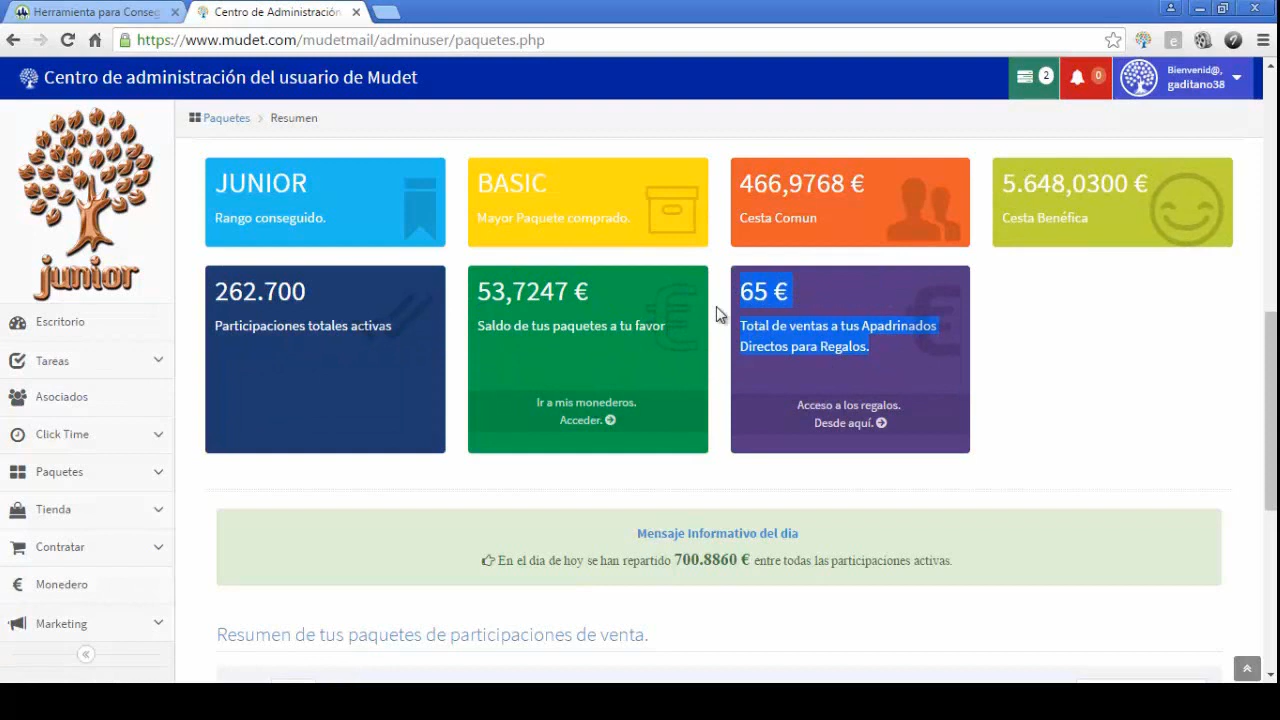 Herramienta para Conseg
Centro de Administración
https://www.mudet.com/mudetmail/adminuser/paquetes.php
Centro de administración del usuario de Mudet
2
0
Bienvenid@,
gaditano38
junior
Paquetes > Resumen
JUNIOR
Rango conseguido.
BASIC
Mayor Paquete comprado.
466,9768 €
Cesta Comun
5.648,0300 €
Cesta Benéfica
262.700
Participaciones totales activas
53,7247 €
Saldo de tus paquetes a tu favor
Ir a mis monederos.
Acceder.
65 €
Total de ventas a tus Apadrinados
Directos para Regalos.
Acceso a los regalos.
Desde aquí.
Escritorio
Tareas
Asociados
Click Time
Paquetes
Tienda
Contratar
Monedero
Marketing
Mensaje Informativo del dia
En el dia de hoy se han repartido 700.8860 € entre todas las participaciones activas.
Resumen de tus paquetes de participaciones de venta.